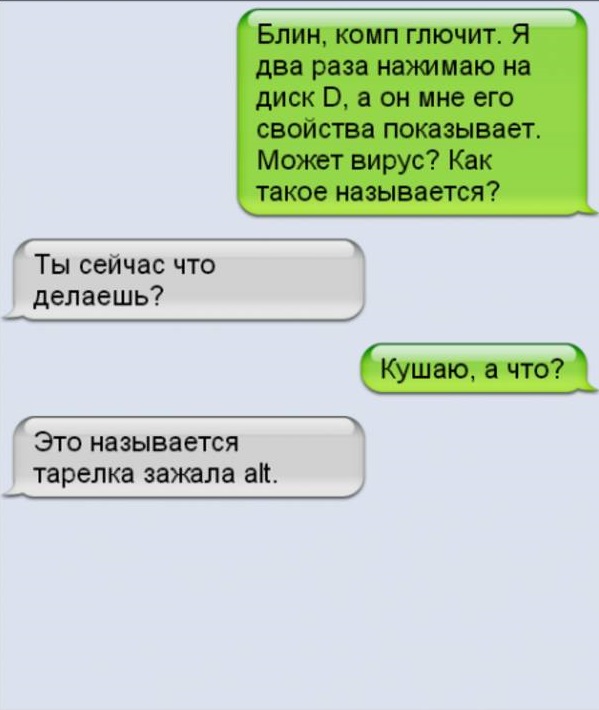 Блин, комп глючит. Я
два раза нажимаю на
диск D, а он мне его
свойства показывает.
Может вирус? Как
такое называется?
Ты сейчас что
делаешь?
Кушаю, а что?
Это называется
тарелка зажала alt.